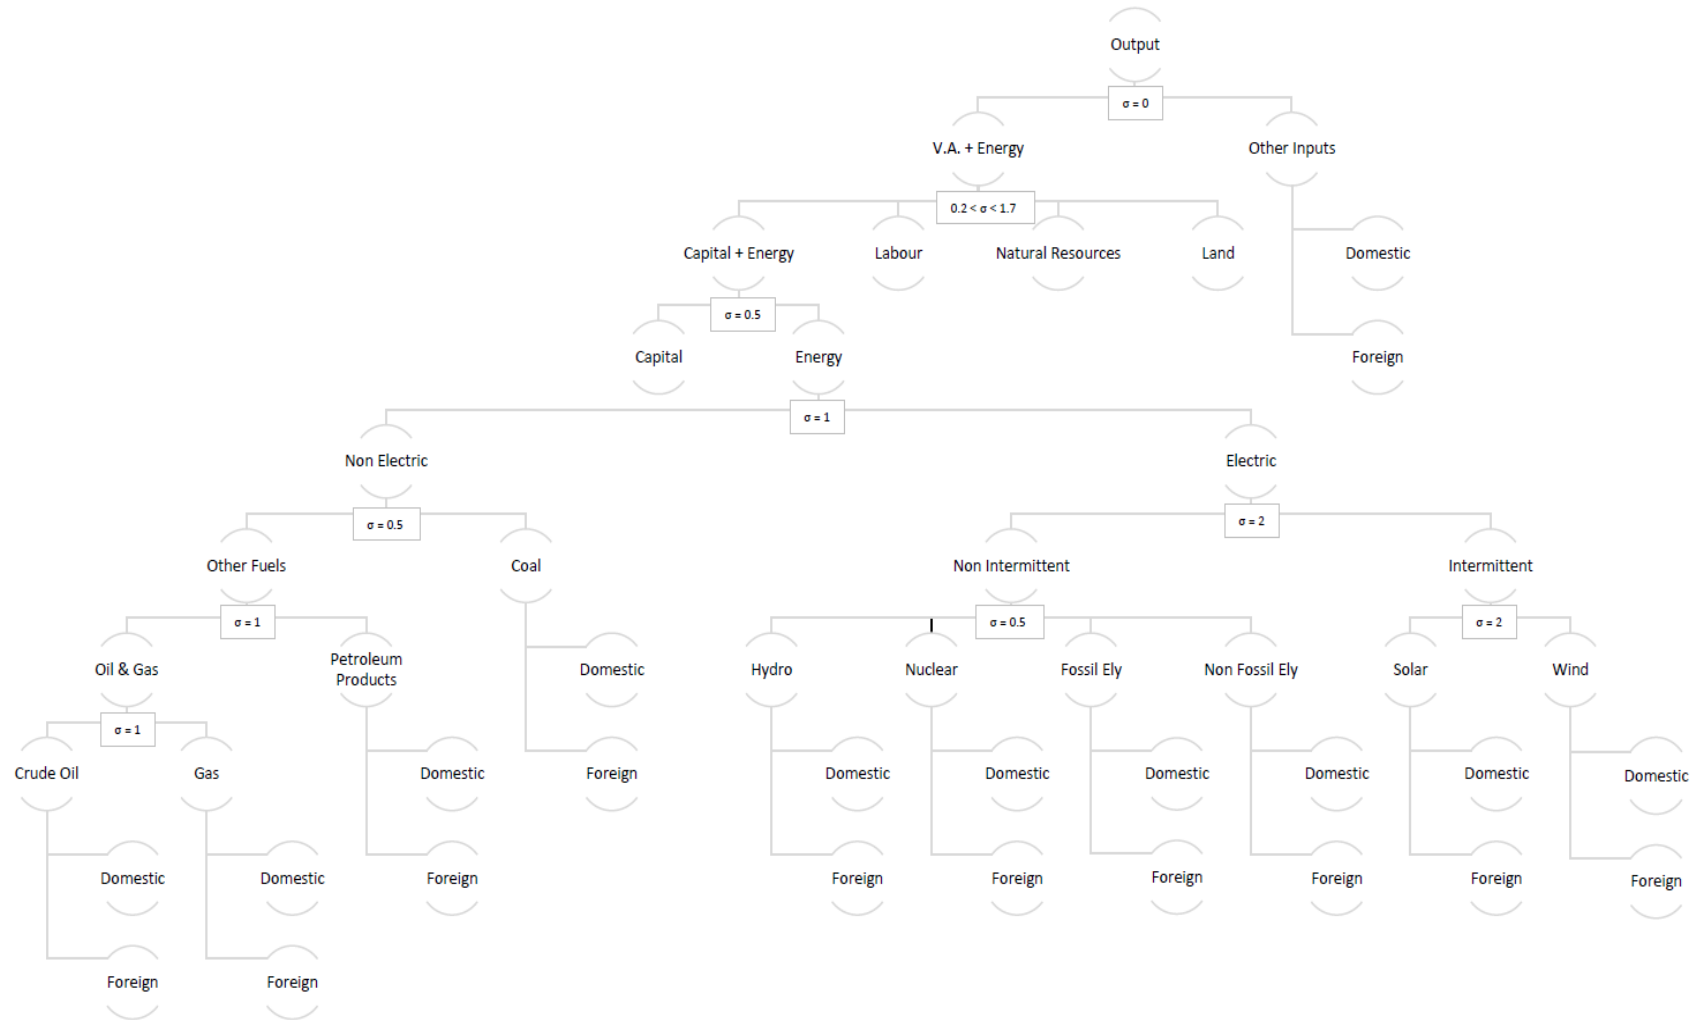 Output
σ = 0
V.A. + Energy
Other Inputs
0.2 < σ < 1.7
Capital + Energy
Labour
Natural Resources
Land
Domestic
σ = 0.5
Capital
Energy
Foreign
σ = 1
Non Electric
Electric
σ = 0.5
σ = 2
Other Fuels
Coal
Non Intermittent
Intermittent
σ = 1
σ = 0.5
σ = 2
Oil & Gas
Petroleum
Products
Domestic
Hydro
Nuclear
Fossil Ely
Non Fossil Ely
Solar
Wind
σ = 1
Crude Oil
Gas
Domestic
Foreign
Domestic
Domestic
Domestic
Domestic
Domestic
Domestic
Domestic
Domestic
Foreign
Foreign
Foreign
Foreign
Foreign
Foreign
Foreign
Foreign
Foreign